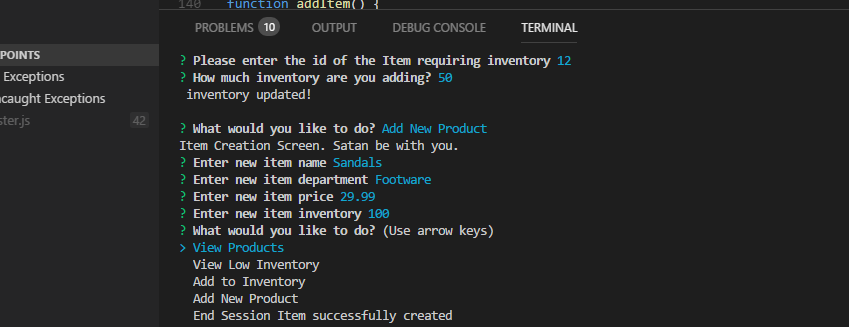 140 function addItem() {
PROBLEMS 10 OUTPUT DEBUG CONSOLE TERMINAL
POINTS
Exceptions
caught Exceptions
ster.js 42
? Please enter the id of the Item requiring inventory 12
? How much inventory are you adding? 50
inventory updated!
? What would you like to do? Add New Product
Item Creation Screen. Satan be with you.
? Enter new item name Sandals
? Enter new item department Footware
? Enter new item price 29.99
? Enter new item inventory 100
? What would you like to do? (Use arrow keys)
> View Products
View Low Inventory
Add to Inventory
Add New Product
End Session Item successfully created